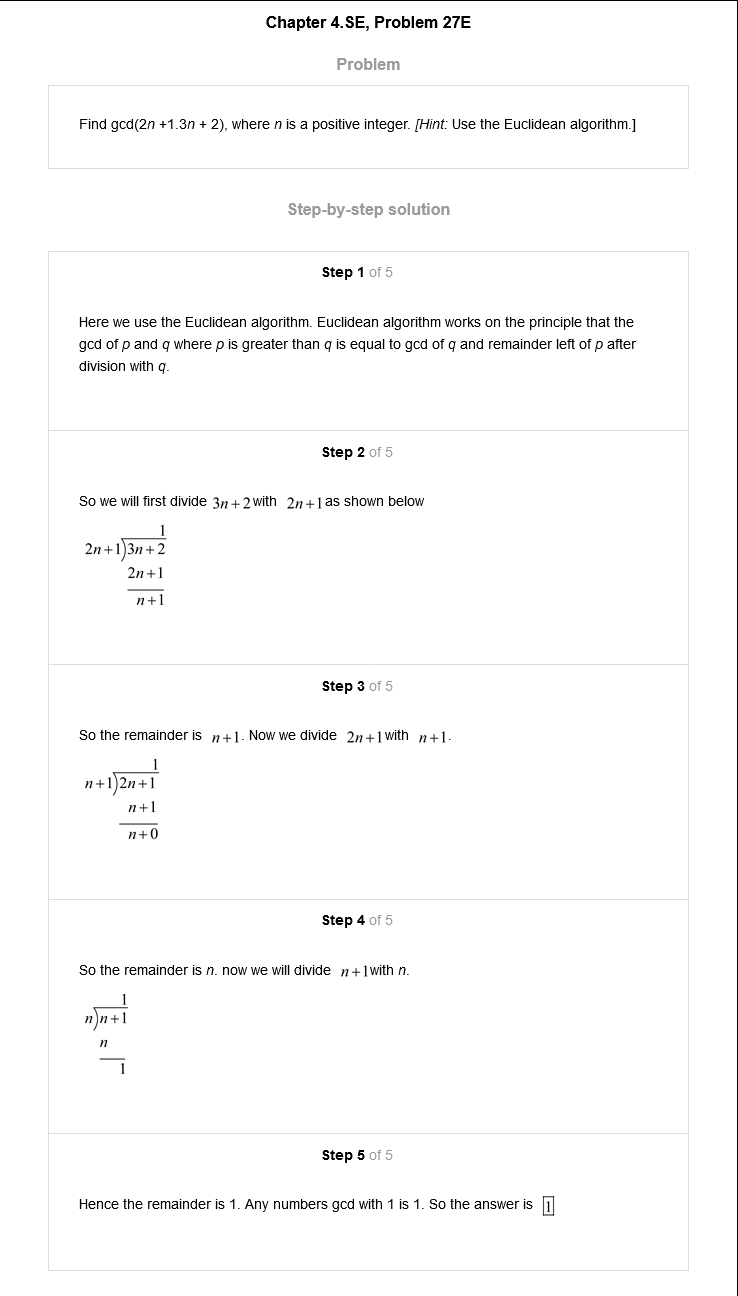 Chapter 4.SE, Problem 27E
Problem
Find gcd(2n +1.3n + 2), where n is a positive integer. [Hint: Use the Euclidean algorithm.]
Step-by-step solution
Step 1 of 5
Here we use the Euclidean algorithm. Euclidean algorithm works on the principle that the
gcd of p and q where p is greater than q is equal to gcd of q and remainder left of p after
division with q.
Step 2 of 5
So we will first divide 3n+2 with 2n+1 as shown below
1
2n+1)3n+2
2n+1
n+1
Step 3 of 5
So the remainder is n+1. Now we divide 2n+1 with n+1.
1
n+1)2n+1
n+1
n+0
Step 4 of 5
So the remainder is n. now we will divide n+1 with n.
1
n)n+1
n
1
Step 5 of 5
Hence the remainder is 1. Any numbers gcd with 1 is 1. So the answer is 1